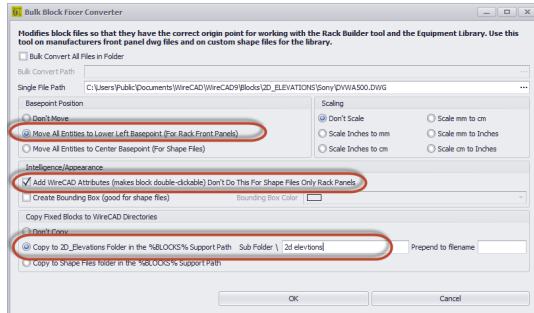 Bulk Block Fixer Converter
Modifies block files so that they have the correct origin point for working with the Rack Builder tool and the Equipment Library. Use this
tool on manufacturers front panel dwg files and on custom shape files for the library.
Bulk Convert All Files in Folder
Bulk Convert Path
Single File Path C:\Users\Public\Documents\WireCAD\WireCAD9\Blocks\2D_ELEVATIONS\Sony\DVWA500.DWG ...
Basepoint Position Scaling
Don't Move Don't Scale Scale mm to cm
Move All Entities to Lower Left Basepoint (For Rack Front Panels) Scale Inches to mm Scale mm to Inches
Move All Entities to Center Basepoint (For Shape Files) Scale Inches to cm Scale cm to Inches
Intelligence/Appearance
Add WireCAD Attributes (makes block double-clickable) Don't Do This For Shape Files Only Rack Panels
Create Bounding Box (good for shape files) Bounding Box Color
Copy Fixed Blocks to WireCAD Directories
Don't Copy
Copy to 2D_Elevations Folder in the %BLOCKS% Support Path Sub Folder \ 2d elevtions Prepend to filename
Copy to Shape Files folder in the %BLOCKS% Support Path
OK Cancel